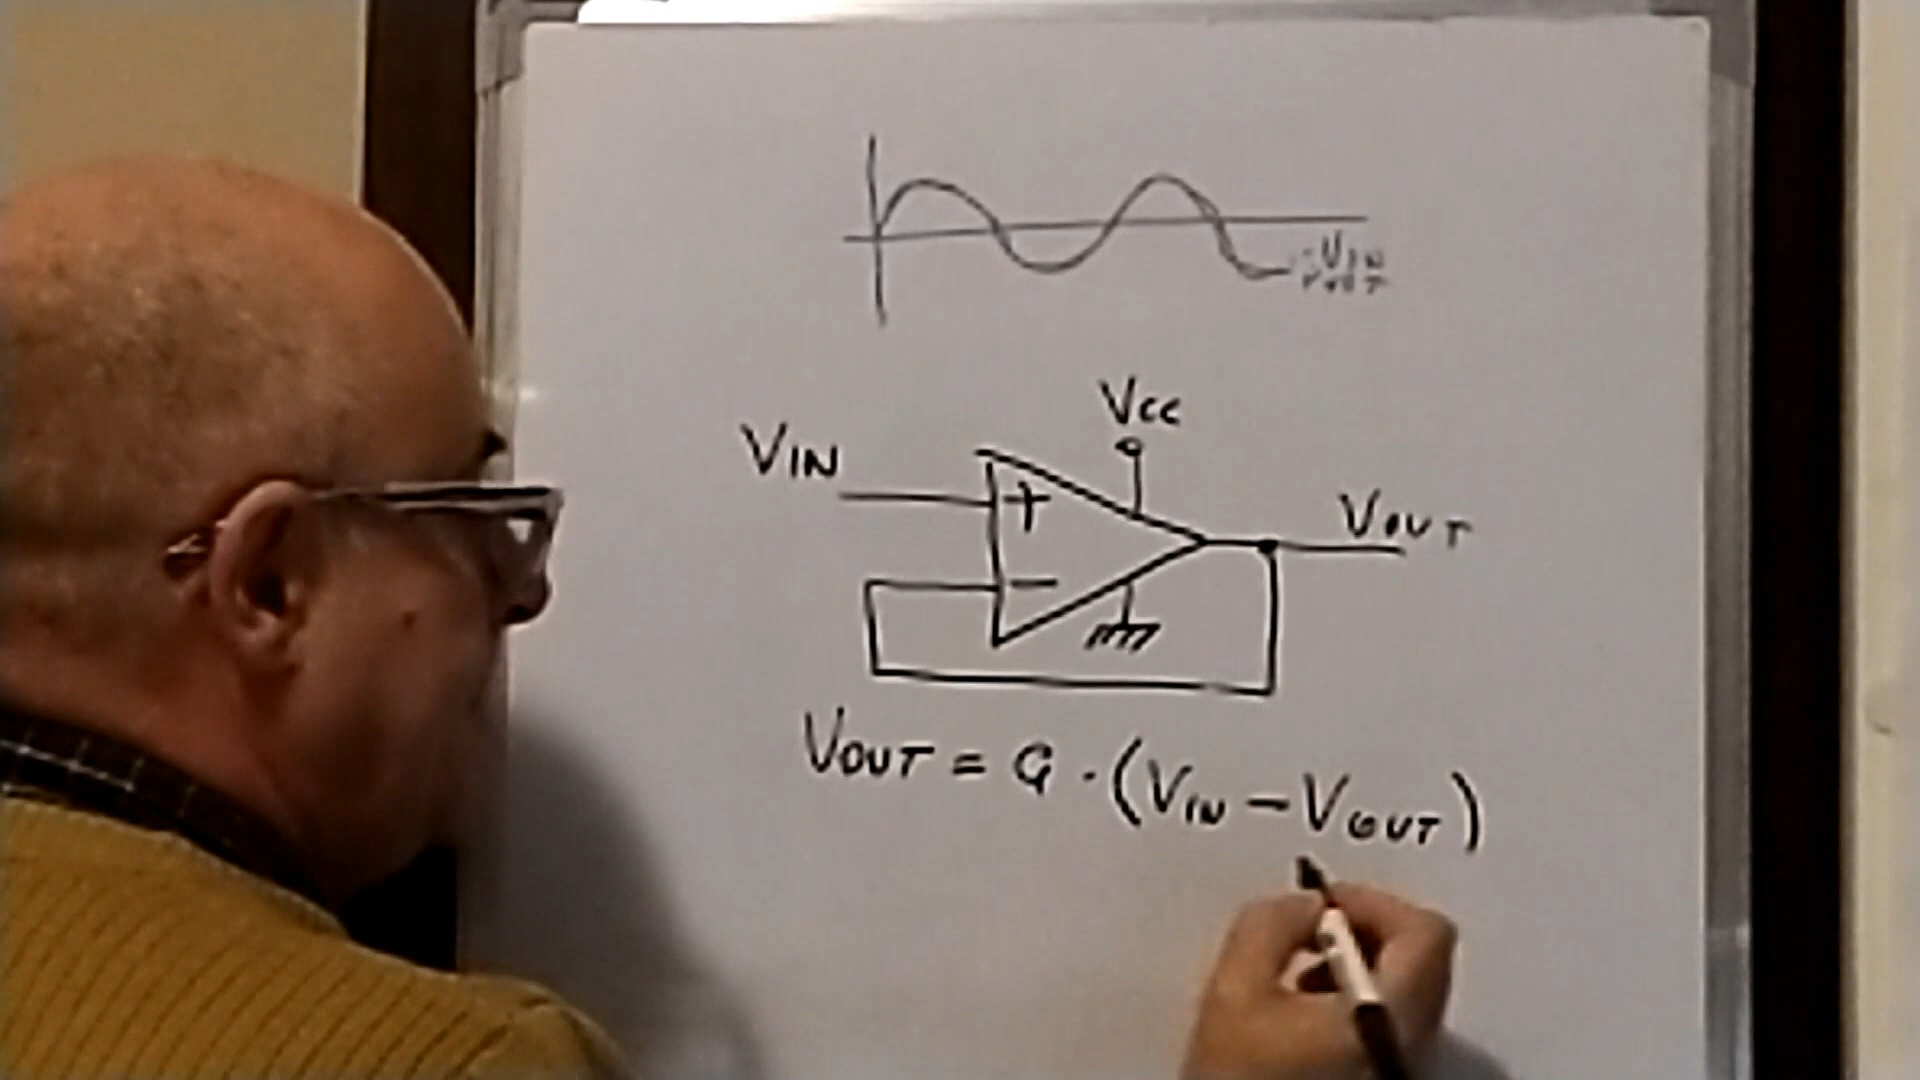 VIN
VOUT
VCC
VIN
+
VOUT
−
VOUT = G · (VIN − VOUT)